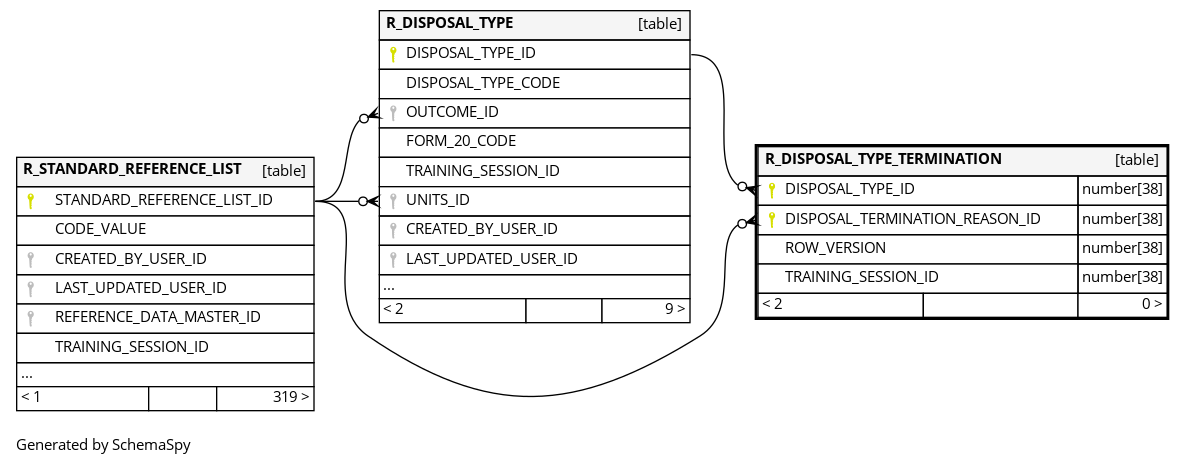 R_DISPOSAL_TYPE [table]
DISPOSAL_TYPE_ID
DISPOSAL_TYPE_CODE
OUTCOME_ID
FORM_20_CODE
TRAINING_SESSION_ID
UNITS_ID
CREATED_BY_USER_ID
LAST_UPDATED_USER_ID
...
< 2 9 >
R_STANDARD_REFERENCE_LIST [table]
STANDARD_REFERENCE_LIST_ID
CODE_VALUE
CREATED_BY_USER_ID
LAST_UPDATED_USER_ID
REFERENCE_DATA_MASTER_ID
TRAINING_SESSION_ID
...
< 1 319 >
R_DISPOSAL_TYPE_TERMINATION [table]
DISPOSAL_TYPE_ID number[38]
DISPOSAL_TERMINATION_REASON_ID number[38]
ROW_VERSION number[38]
TRAINING_SESSION_ID number[38]
< 2 0 >
Generated by SchemaSpy